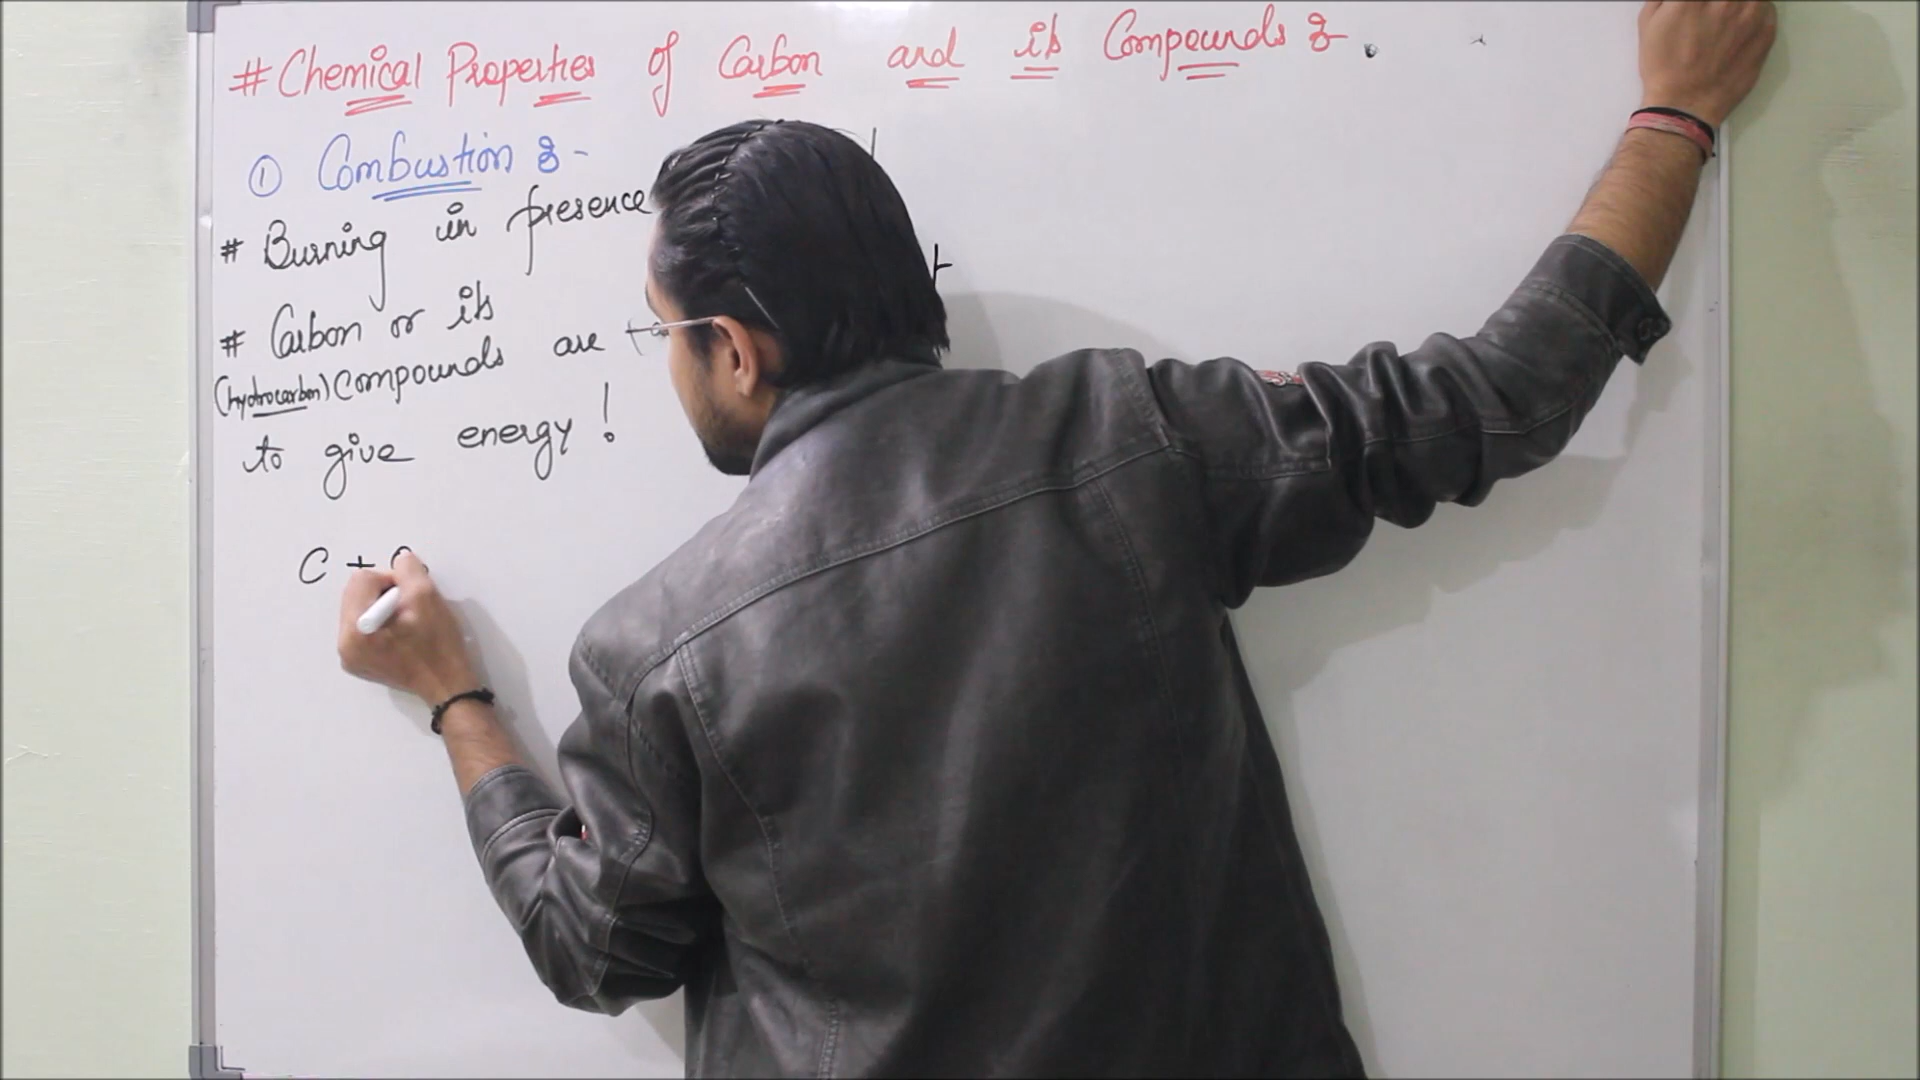 # Chemical Properties of Carbon and its Compounds :-
① Combustion :-
# Burning in presence
# Carbon or its
(hydrocarbon) Compounds are
to give energy!
C + O